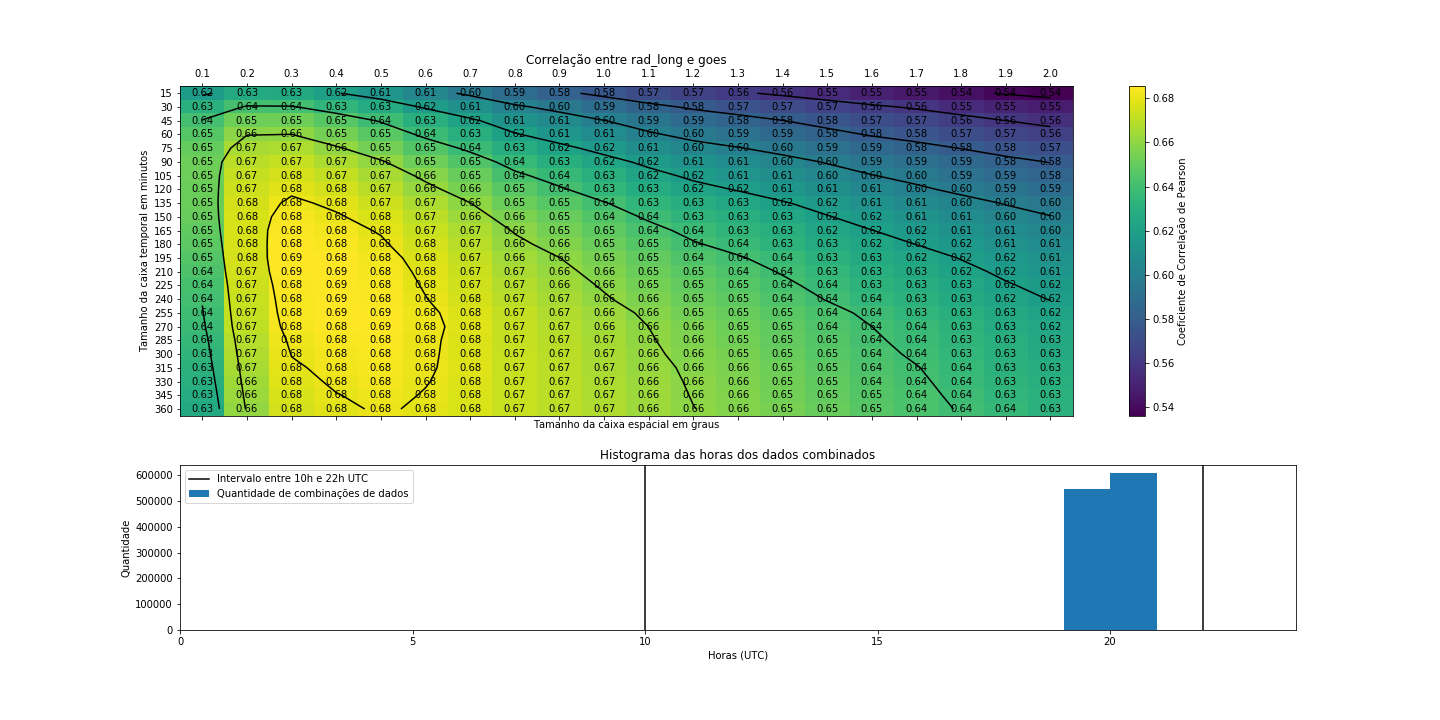 Correlação entre rad_long e goes
0.1 0.2 0.3 0.4 0.5 0.6 0.7 0.8 0.9 1.0 1.1 1.2 1.3 1.4 1.5 1.6 1.7 1.8 1.9 2.0
15 0.62 0.63 0.63 0.62 0.61 0.61 0.60 0.59 0.58 0.58 0.57 0.57 0.56 0.56 0.55 0.55 0.55 0.54 0.54 0.54
30 0.63 0.64 0.64 0.63 0.63 0.62 0.61 0.60 0.60 0.59 0.58 0.58 0.57 0.57 0.57 0.56 0.56 0.55 0.55 0.55
45 0.64 0.65 0.65 0.65 0.64 0.63 0.62 0.61 0.61 0.60 0.59 0.59 0.58 0.58 0.58 0.57 0.57 0.57 0.56 0.56
60 0.65 0.66 0.66 0.65 0.65 0.64 0.63 0.62 0.61 0.61 0.60 0.60 0.59 0.59 0.58 0.58 0.58 0.57 0.57 0.56
75 0.65 0.67 0.67 0.66 0.65 0.65 0.64 0.63 0.62 0.62 0.61 0.60 0.60 0.60 0.59 0.59 0.58 0.58 0.58 0.57
90 0.65 0.67 0.67 0.67 0.66 0.65 0.65 0.64 0.63 0.62 0.62 0.61 0.61 0.60 0.60 0.59 0.59 0.59 0.58 0.58
105 0.65 0.67 0.68 0.67 0.67 0.66 0.65 0.64 0.64 0.63 0.62 0.62 0.61 0.61 0.60 0.60 0.60 0.59 0.59 0.58
120 0.65 0.67 0.68 0.68 0.67 0.66 0.66 0.65 0.64 0.63 0.63 0.62 0.62 0.61 0.61 0.61 0.60 0.60 0.59 0.59
135 0.65 0.68 0.68 0.68 0.67 0.67 0.66 0.65 0.65 0.64 0.63 0.63 0.62 0.62 0.62 0.61 0.61 0.60 0.60 0.60
150 0.65 0.68 0.68 0.68 0.68 0.67 0.66 0.66 0.65 0.64 0.64 0.63 0.63 0.63 0.62 0.62 0.61 0.61 0.60 0.60
165 0.65 0.68 0.68 0.68 0.68 0.67 0.67 0.66 0.65 0.65 0.64 0.64 0.63 0.63 0.62 0.62 0.62 0.61 0.61 0.60
180 0.65 0.68 0.68 0.68 0.68 0.67 0.67 0.66 0.66 0.65 0.65 0.64 0.64 0.63 0.63 0.62 0.62 0.62 0.61 0.61
195 0.65 0.68 0.69 0.69 0.68 0.68 0.67 0.66 0.66 0.65 0.65 0.64 0.64 0.64 0.63 0.63 0.62 0.62 0.62 0.61
210 0.64 0.67 0.69 0.69 0.68 0.68 0.67 0.67 0.66 0.66 0.65 0.65 0.64 0.64 0.63 0.63 0.63 0.62 0.62 0.61
225 0.64 0.67 0.68 0.69 0.68 0.68 0.67 0.67 0.66 0.66 0.65 0.65 0.65 0.64 0.64 0.63 0.63 0.63 0.62 0.62
240 0.64 0.67 0.68 0.69 0.68 0.68 0.67 0.67 0.66 0.66 0.66 0.65 0.65 0.64 0.64 0.64 0.63 0.63 0.62 0.62
255 0.64 0.67 0.68 0.68 0.69 0.68 0.67 0.67 0.67 0.66 0.66 0.65 0.65 0.65 0.64 0.64 0.63 0.63 0.63 0.62
270 0.64 0.67 0.68 0.68 0.69 0.68 0.68 0.67 0.67 0.66 0.66 0.66 0.65 0.65 0.65 0.64 0.64 0.63 0.63 0.62
285 0.64 0.67 0.68 0.68 0.68 0.68 0.68 0.67 0.67 0.66 0.66 0.66 0.65 0.65 0.65 0.64 0.64 0.63 0.63 0.63
300 0.63 0.67 0.68 0.68 0.68 0.68 0.68 0.67 0.67 0.67 0.66 0.66 0.65 0.65 0.65 0.64 0.64 0.64 0.63 0.63
315 0.63 0.67 0.68 0.68 0.68 0.68 0.68 0.67 0.67 0.67 0.66 0.66 0.66 0.65 0.65 0.64 0.64 0.64 0.63 0.63
330 0.63 0.66 0.68 0.68 0.68 0.68 0.68 0.67 0.67 0.67 0.66 0.66 0.66 0.65 0.65 0.65 0.64 0.64 0.63 0.63
345 0.63 0.66 0.68 0.68 0.68 0.68 0.68 0.67 0.67 0.67 0.66 0.66 0.66 0.65 0.65 0.65 0.64 0.64 0.64 0.63
360 0.63 0.66 0.68 0.68 0.68 0.68 0.68 0.67 0.67 0.67 0.66 0.66 0.66 0.65 0.65 0.65 0.64 0.64 0.64 0.63
Tamanho da caixa temporal em minutos
Tamanho da caixa espacial em graus
0.68
0.66
0.64
0.62
0.60
0.58
0.56
0.54
Coeficiente de Correlação de Pearson
Histograma das horas dos dados combinados
Intervalo entre 10h e 22h UTC
Quantidade de combinações de dados
600000
500000
400000
300000
200000
100000
0
Quantidade
0 5 10 15 20
Horas (UTC)